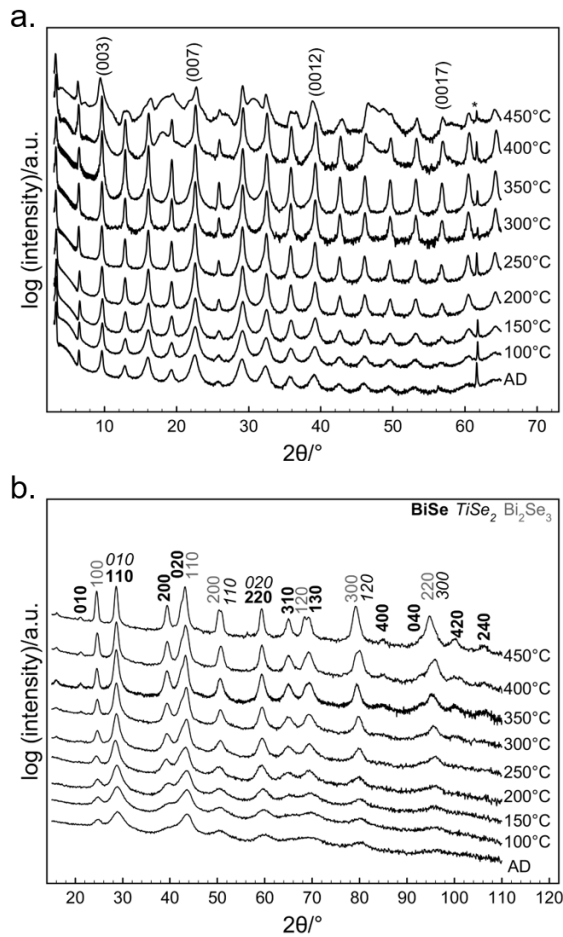 a.
(003)
(007)
(0012)
(0017)
*
450°C
400°C
350°C
300°C
250°C
200°C
150°C
100°C
AD
log (intensity)/a.u.
10 20 30 40 50 60 70
2θ/°
b.
BiSe TiSe2 Bi2Se3
010
100
010
110
200
020
110
200
110
020
220
310
120
130
300
120
400
040
220
300
420
240
450°C
400°C
350°C
300°C
250°C
200°C
150°C
100°C
AD
log (intensity)/a.u.
20 30 40 50 60 70 80 90 100 110 120
2θ/°